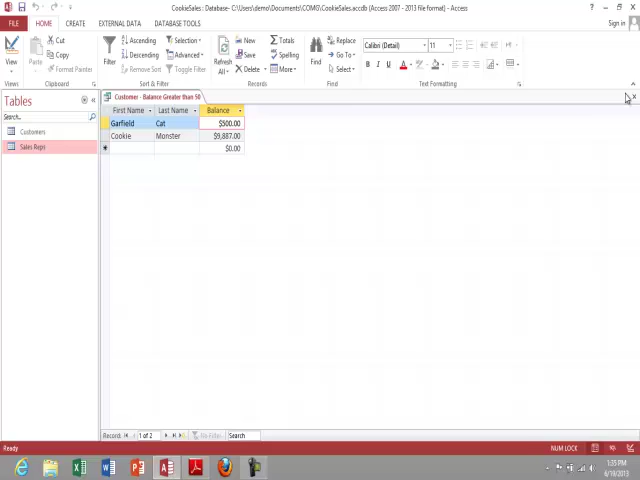 CookieSales: Database- C:\Users\demo\Documents\COMG\CookieSales.accdb (Access 2007 - 2013 File format) - Access
Sign in
FILE HOME CREATE EXTERNAL DATA DATABASE TOOLS
View
Paste
Cut
Copy
Format Painter
Filter
Ascending
Descending
Remove Sort
Selection
Advanced
Toggle Filter
Refresh
All
New
Save
Delete
Totals
Spelling
More
Find
Replace
Go To
Select
Calibri (Detail) 11
B I U A
Views Clipboard Sort & Filter Records Find Text Formatting
Tables
Search...
Customers
Sales Reps
Customer - Balance Greater than 50
First Name Last Name Balance
Garfield Cat $500.00
Cookie Monster $9,887.00
$0.00
Record: 1 of 2 No Filter Search
Ready
NUM LOCK
1:35 PM
6/19/2013